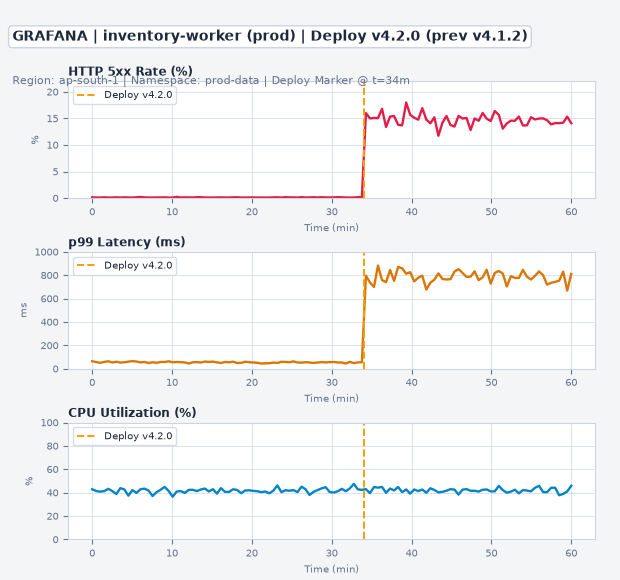 GRAFANA | inventory-worker (prod) | Deploy v4.2.0 (prev v4.1.2)
HTTP 5xx Rate (%)
Region: ap-south-1 | Namespace: prod-data | Deploy Marker @ t=34m
Deploy v4.2.0
20
15
10
5
0
%
0 10 20 30 40 50 60
Time (min)
p99 Latency (ms)
Deploy v4.2.0
1000
800
600
400
200
0
ms
0 10 20 30 40 50 60
Time (min)
CPU Utilization (%)
Deploy v4.2.0
100
80
60
40
20
0
%
0 10 20 30 40 50 60
Time (min)